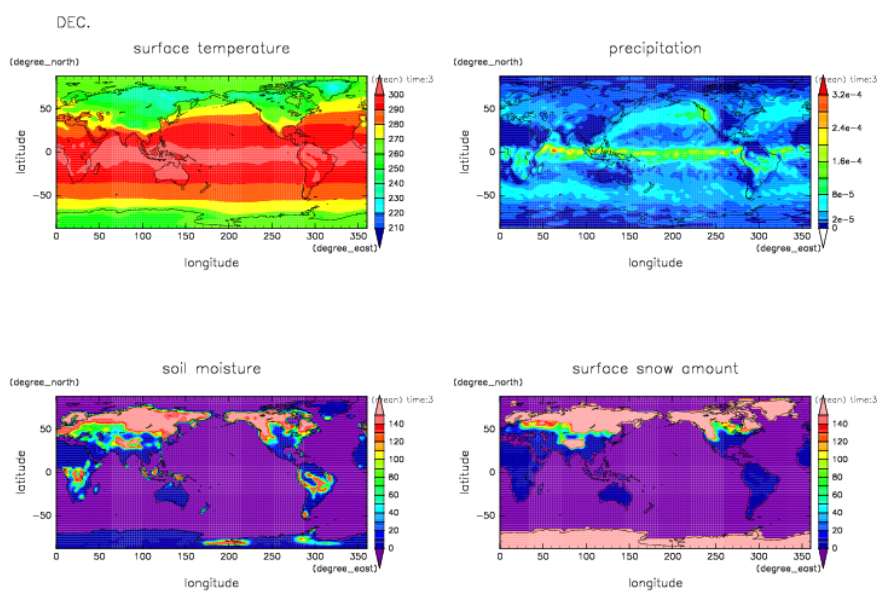 DEC.
surface temperature
(degree_north)
(mean) time:3
300
290
280
270
260
250
240
230
220
210
50
0
-50
latitude
0 50 100 150 200 250 300 350
(degree_east)
longitude
precipitation
(degree_north)
(mean) time:3
3.2e-4
2.4e-4
1.6e-4
8e-5
2e-5
0
50
0
-50
latitude
0 50 100 150 200 250 300 350
(degree_east)
longitude
soil moisture
(degree_north)
(mean) time:3
140
120
100
80
60
40
20
0
50
0
-50
latitude
0 50 100 150 200 250 300 350
(degree_east)
longitude
surface snow amount
(degree_north)
(mean) time:3
140
120
100
80
60
40
20
0
50
0
-50
latitude
0 50 100 150 200 250 300 350
(degree_east)
longitude